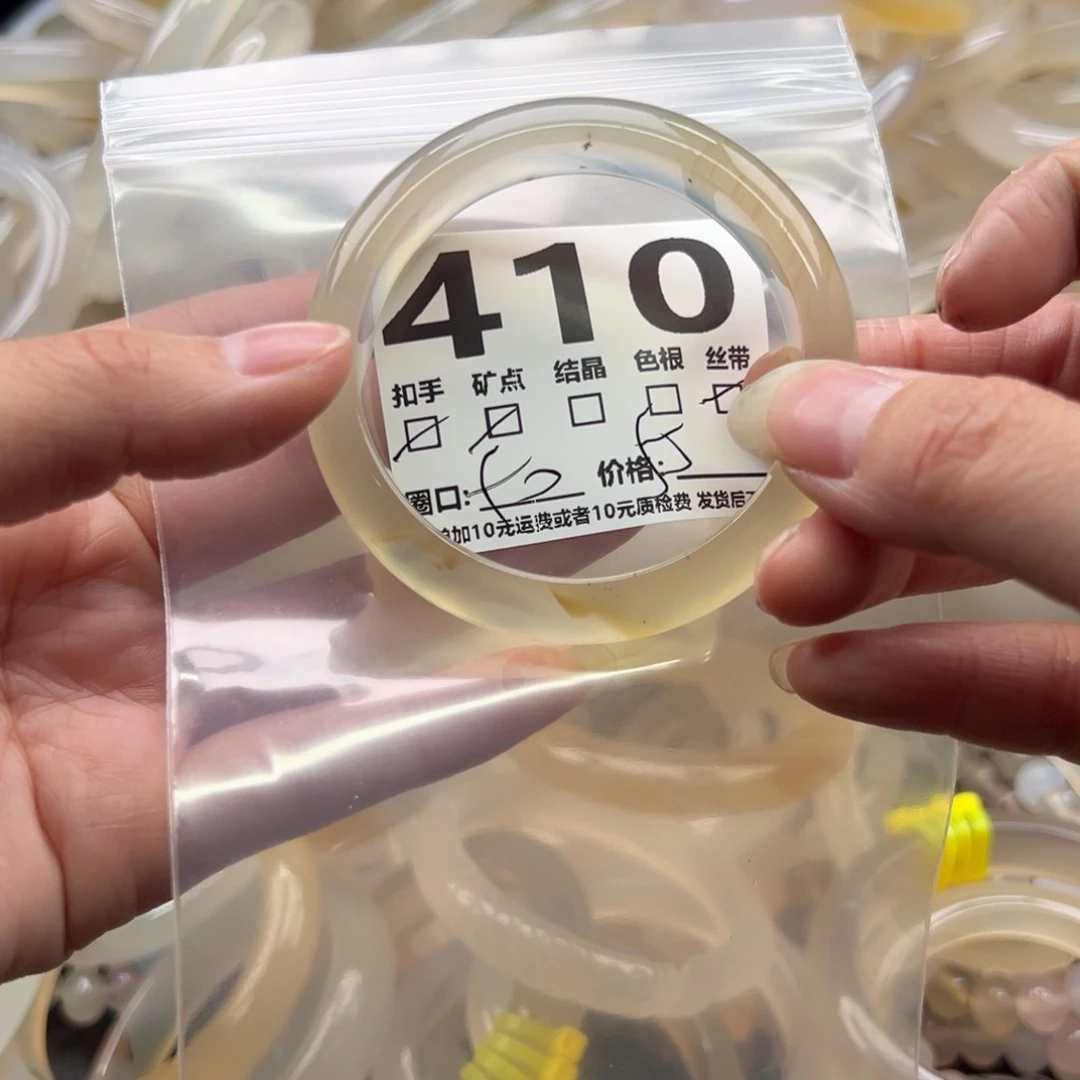 410
扣手 矿点 结晶 色根 丝带
圈口: 价格:
加10元运费或者10元质检费 发货后